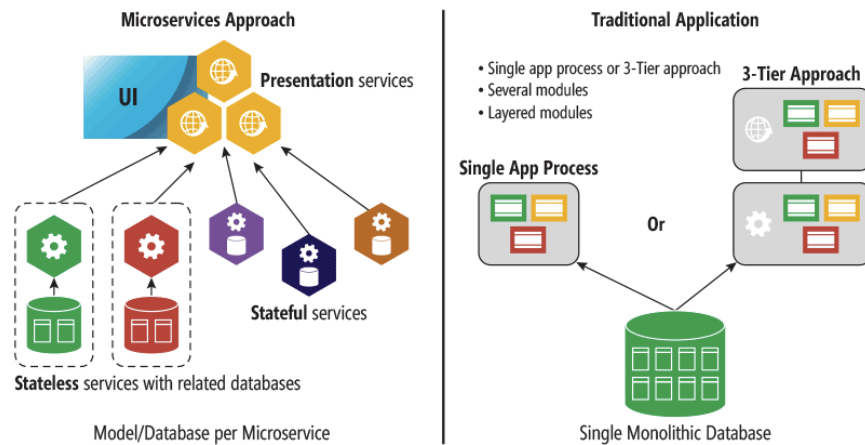 Microservices Approach
UI
Presentation services
Stateful services
Stateless services with related databases
Model/Database per Microservice
Traditional Application
• Single app process or 3-Tier approach
• Several modules
• Layered modules
3-Tier Approach
Single App Process
Or
Single Monolithic Database